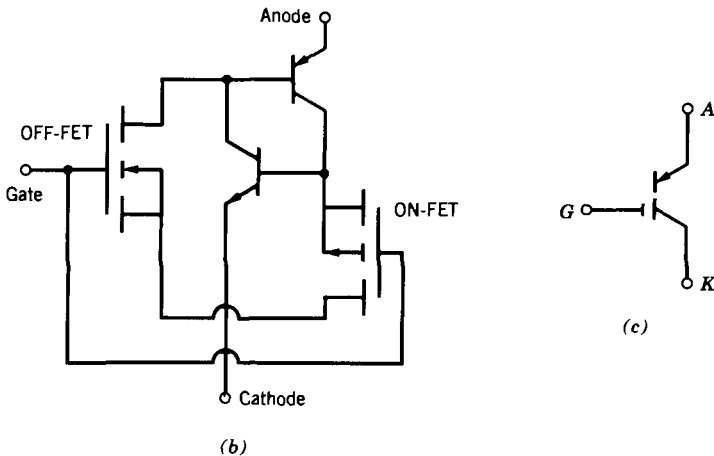 Anode
OFF-FET
Gate
ON-FET
Cathode
(b)
A
G
K
(c)